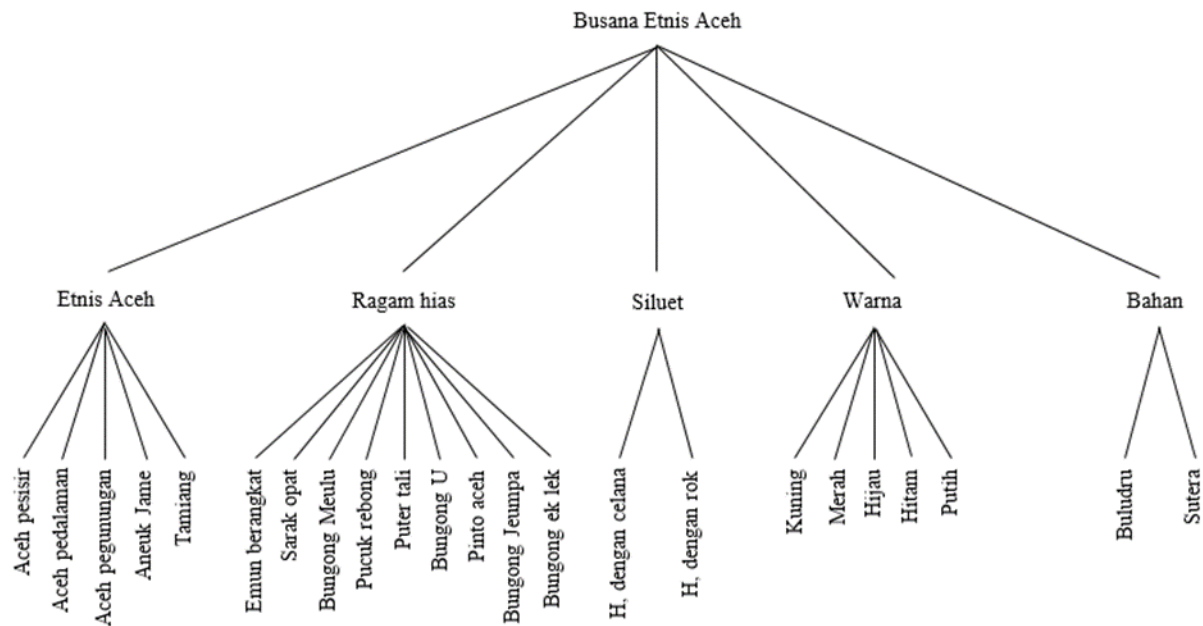 Busana Etnis Aceh
Etnis Aceh
Ragam hias
Siluet
Warna
Bahan
Aceh pesisir
Aceh pedalaman
Aceh pegunungan
Aneuk Jame
Tamiang
Emun berangkat
Sarak opat
Bungong Meulu
Pucuk rebong
Puter tali
Bungong U
Pinto aceh
Bungong Jeumpa
Bungong ek lek
H, dengan celana
H, dengan rok
Kuning
Merah
Hijau
Hitam
Putih
Buludru
Sutera